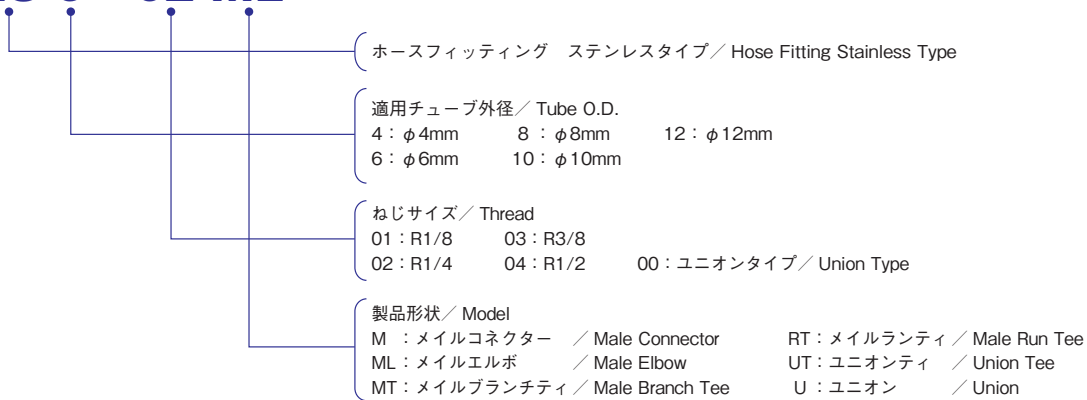 ホースフィッティング　ステンレスタイプ／ Hose Fitting Stainless Type
適用チューブ外径／ Tube O.D.
4：φ4mm　8：φ8mm　12：φ12mm
6：φ6mm　10：φ10mm
ねじサイズ／ Thread
01：R1/8　03：R3/8
02：R1/4　04：R1/2　00：ユニオンタイプ／ Union Type
製品形状／ Model
M ：メイルコネクター ／ Male Connector　RT：メイルランティ／ Male Run Tee
ML：メイルエルボ ／ Male Elbow　UT：ユニオンティ ／ Union Tee
MT：メイルブランチティ／ Male Branch Tee　U：ユニオン ／ Union